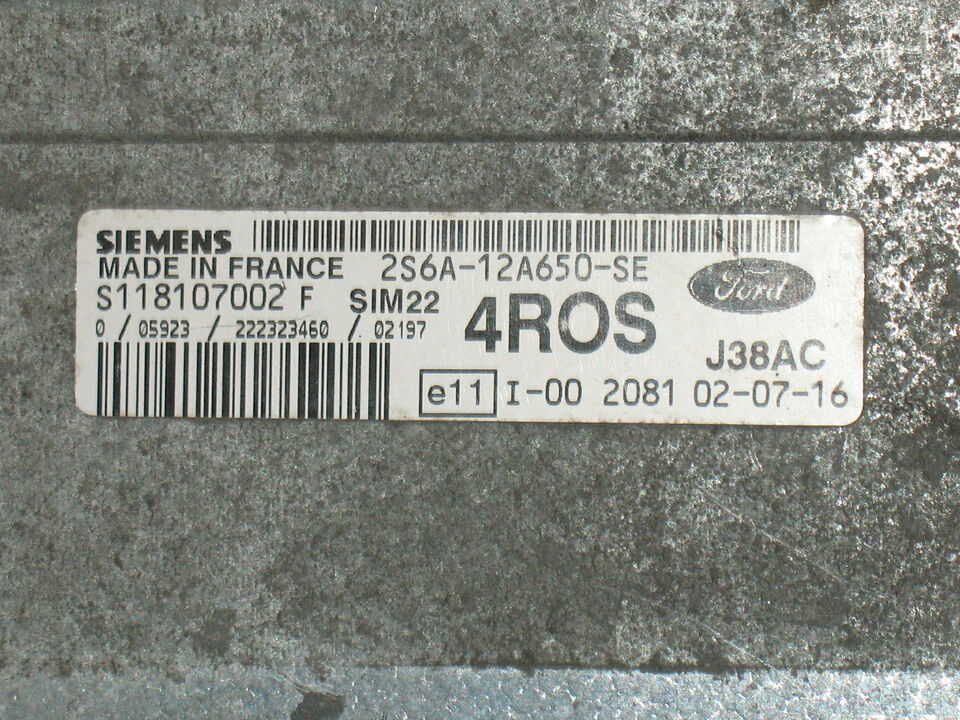 SIEMENS
MADE IN FRANCE 2S6A-12A650-SE
S118107002 F SIM22 4ROS Ford
0 / 05923 / 222323460 / 02197
J38AC
e11 I-00 2081 02-07-16